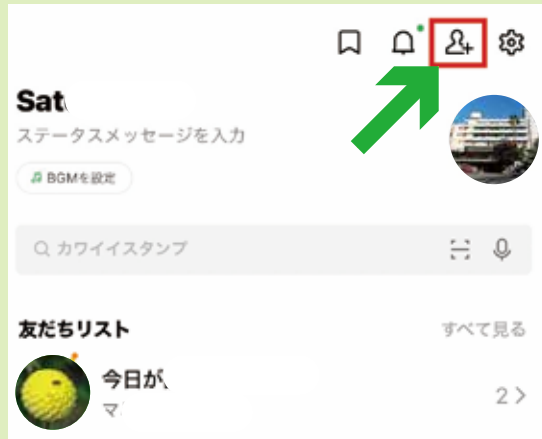 Sat
ステータスメッセージを入力
BGMを設定
カワイイスタンプ
友だちリスト
すべて見る
今日が、
マ
2